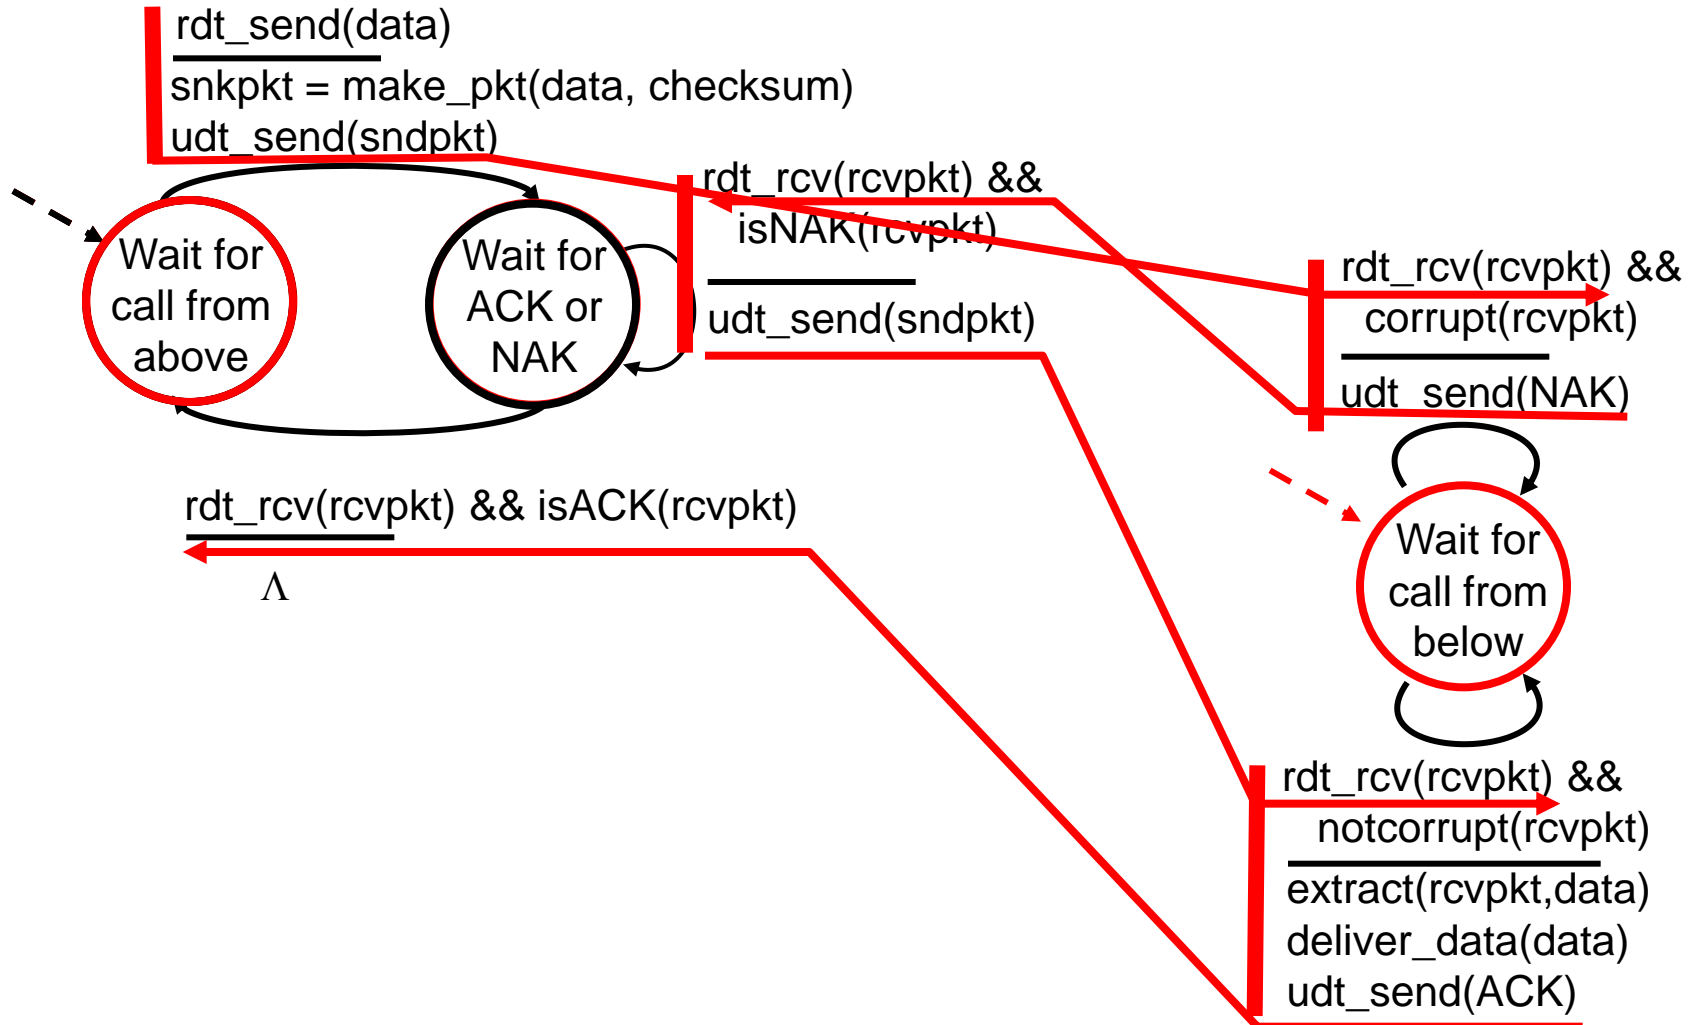 rdt_send(data)
snkpkt = make_pkt(data, checksum)
udt_send(sndpkt)
rdt_rcv(rcvpkt) &&
isNAK(rcvpkt)
udt_send(sndpkt)
Wait for
call from
above
Wait for
ACK or
NAK
rdt_rcv(rcvpkt) && isACK(rcvpkt)
Λ
rdt_rcv(rcvpkt) &&
corrupt(rcvpkt)
udt_send(NAK)
Wait for
call from
below
rdt_rcv(rcvpkt) &&
notcorrupt(rcvpkt)
extract(rcvpkt,data)
deliver_data(data)
udt_send(ACK)